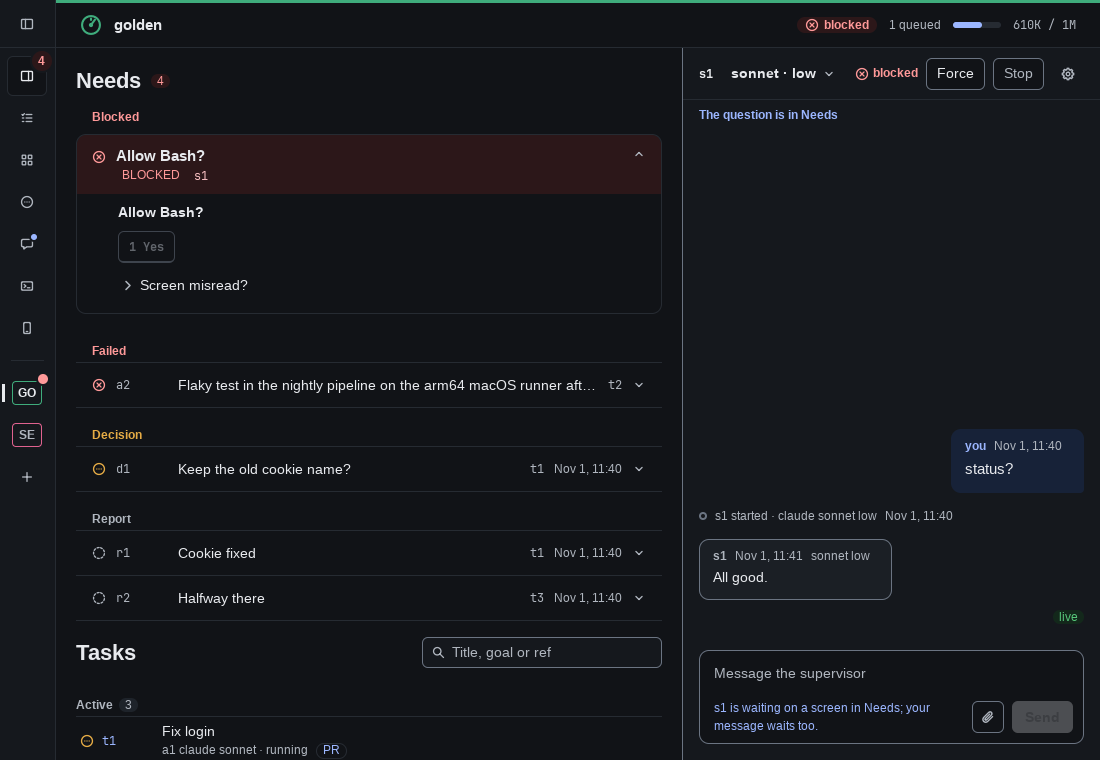 golden
blocked
1 queued
610K / 1M
4
GO
SE
Needs 4
Blocked
Allow Bash?
BLOCKED s1
Allow Bash?
1 Yes
Screen misread?
Failed
a2 Flaky test in the nightly pipeline on the arm64 macOS runner aft… t2
Decision
d1 Keep the old cookie name? t1 Nov 1, 11:40
Report
r1 Cookie fixed t1 Nov 1, 11:40
r2 Halfway there t3 Nov 1, 11:40
Tasks
Title, goal or ref
Active 3
t1 Fix login
a1 claude sonnet · running PR
s1 sonnet · low blocked Force Stop
The question is in Needs
you Nov 1, 11:40
status?
s1 started · claude sonnet low Nov 1, 11:40
s1 Nov 1, 11:41 sonnet low
All good.
live
Message the supervisor
s1 is waiting on a screen in Needs; your
message waits too.
Send